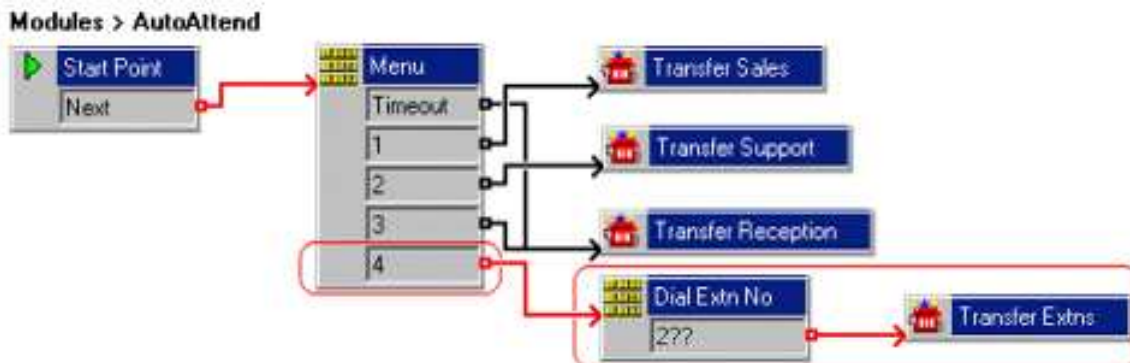 Modules > AutoAttend
Start Point
Next
Menu
Timeout
1
2
3
4
Transfer Sales
Transfer Support
Transfer Reception
Dial Extn No
2??
Transfer Extns